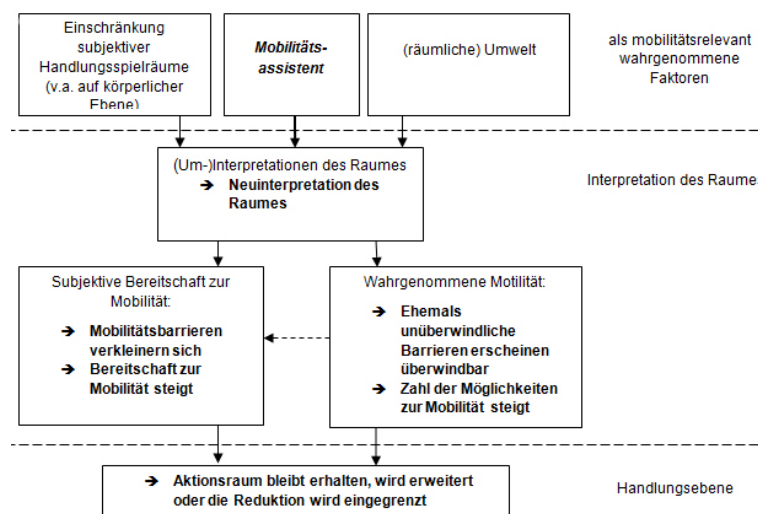 Einschränkung
subjektiver
Handlungsspielräume
(v.a. auf körperlicher
Ebene)
Mobilitäts-
assistent
(räumliche) Umwelt
als mobilitätsrelevant
wahrgenommene
Faktoren
(Um-)Interpretationen des Raumes
➔ Neuinterpretation des
Raumes
Interpretation des Raumes
Subjektive Bereitschaft zur
Mobilität:
➔ Mobilitätsbarrieren
verkleinern sich
➔ Bereitschaft zur
Mobilität steigt
Wahrgenommene Motilität:
➔ Ehemals
unüberwindliche
Barrieren erscheinen
überwindbar
➔ Zahl der Möglichkeiten
zur Mobilität steigt
➔ Aktionsraum bleibt erhalten, wird erweitert
oder die Reduktion wird eingegrenzt
Handlungsebene